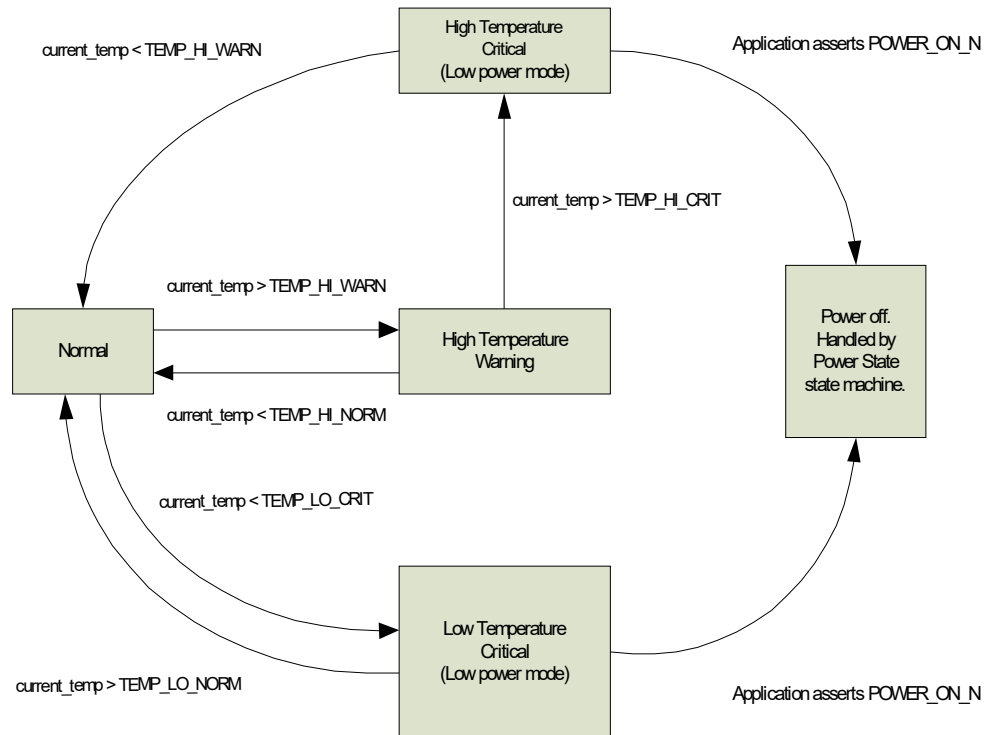 High Temperature
Critical
(Low power mode)
current_temp < TEMP_HI_WARN
Application asserts POWER_ON_N
current_temp > TEMP_HI_CRIT
current_temp > TEMP_HI_WARN
Normal
High Temperature
Warning
Power off.
Handled by
Power State
state machine.
current_temp < TEMP_HI_NORM
current_temp < TEMP_LO_CRIT
Low Temperature
Critical
(Low power mode)
current_temp > TEMP_LO_NORM
Application asserts POWER_ON_N